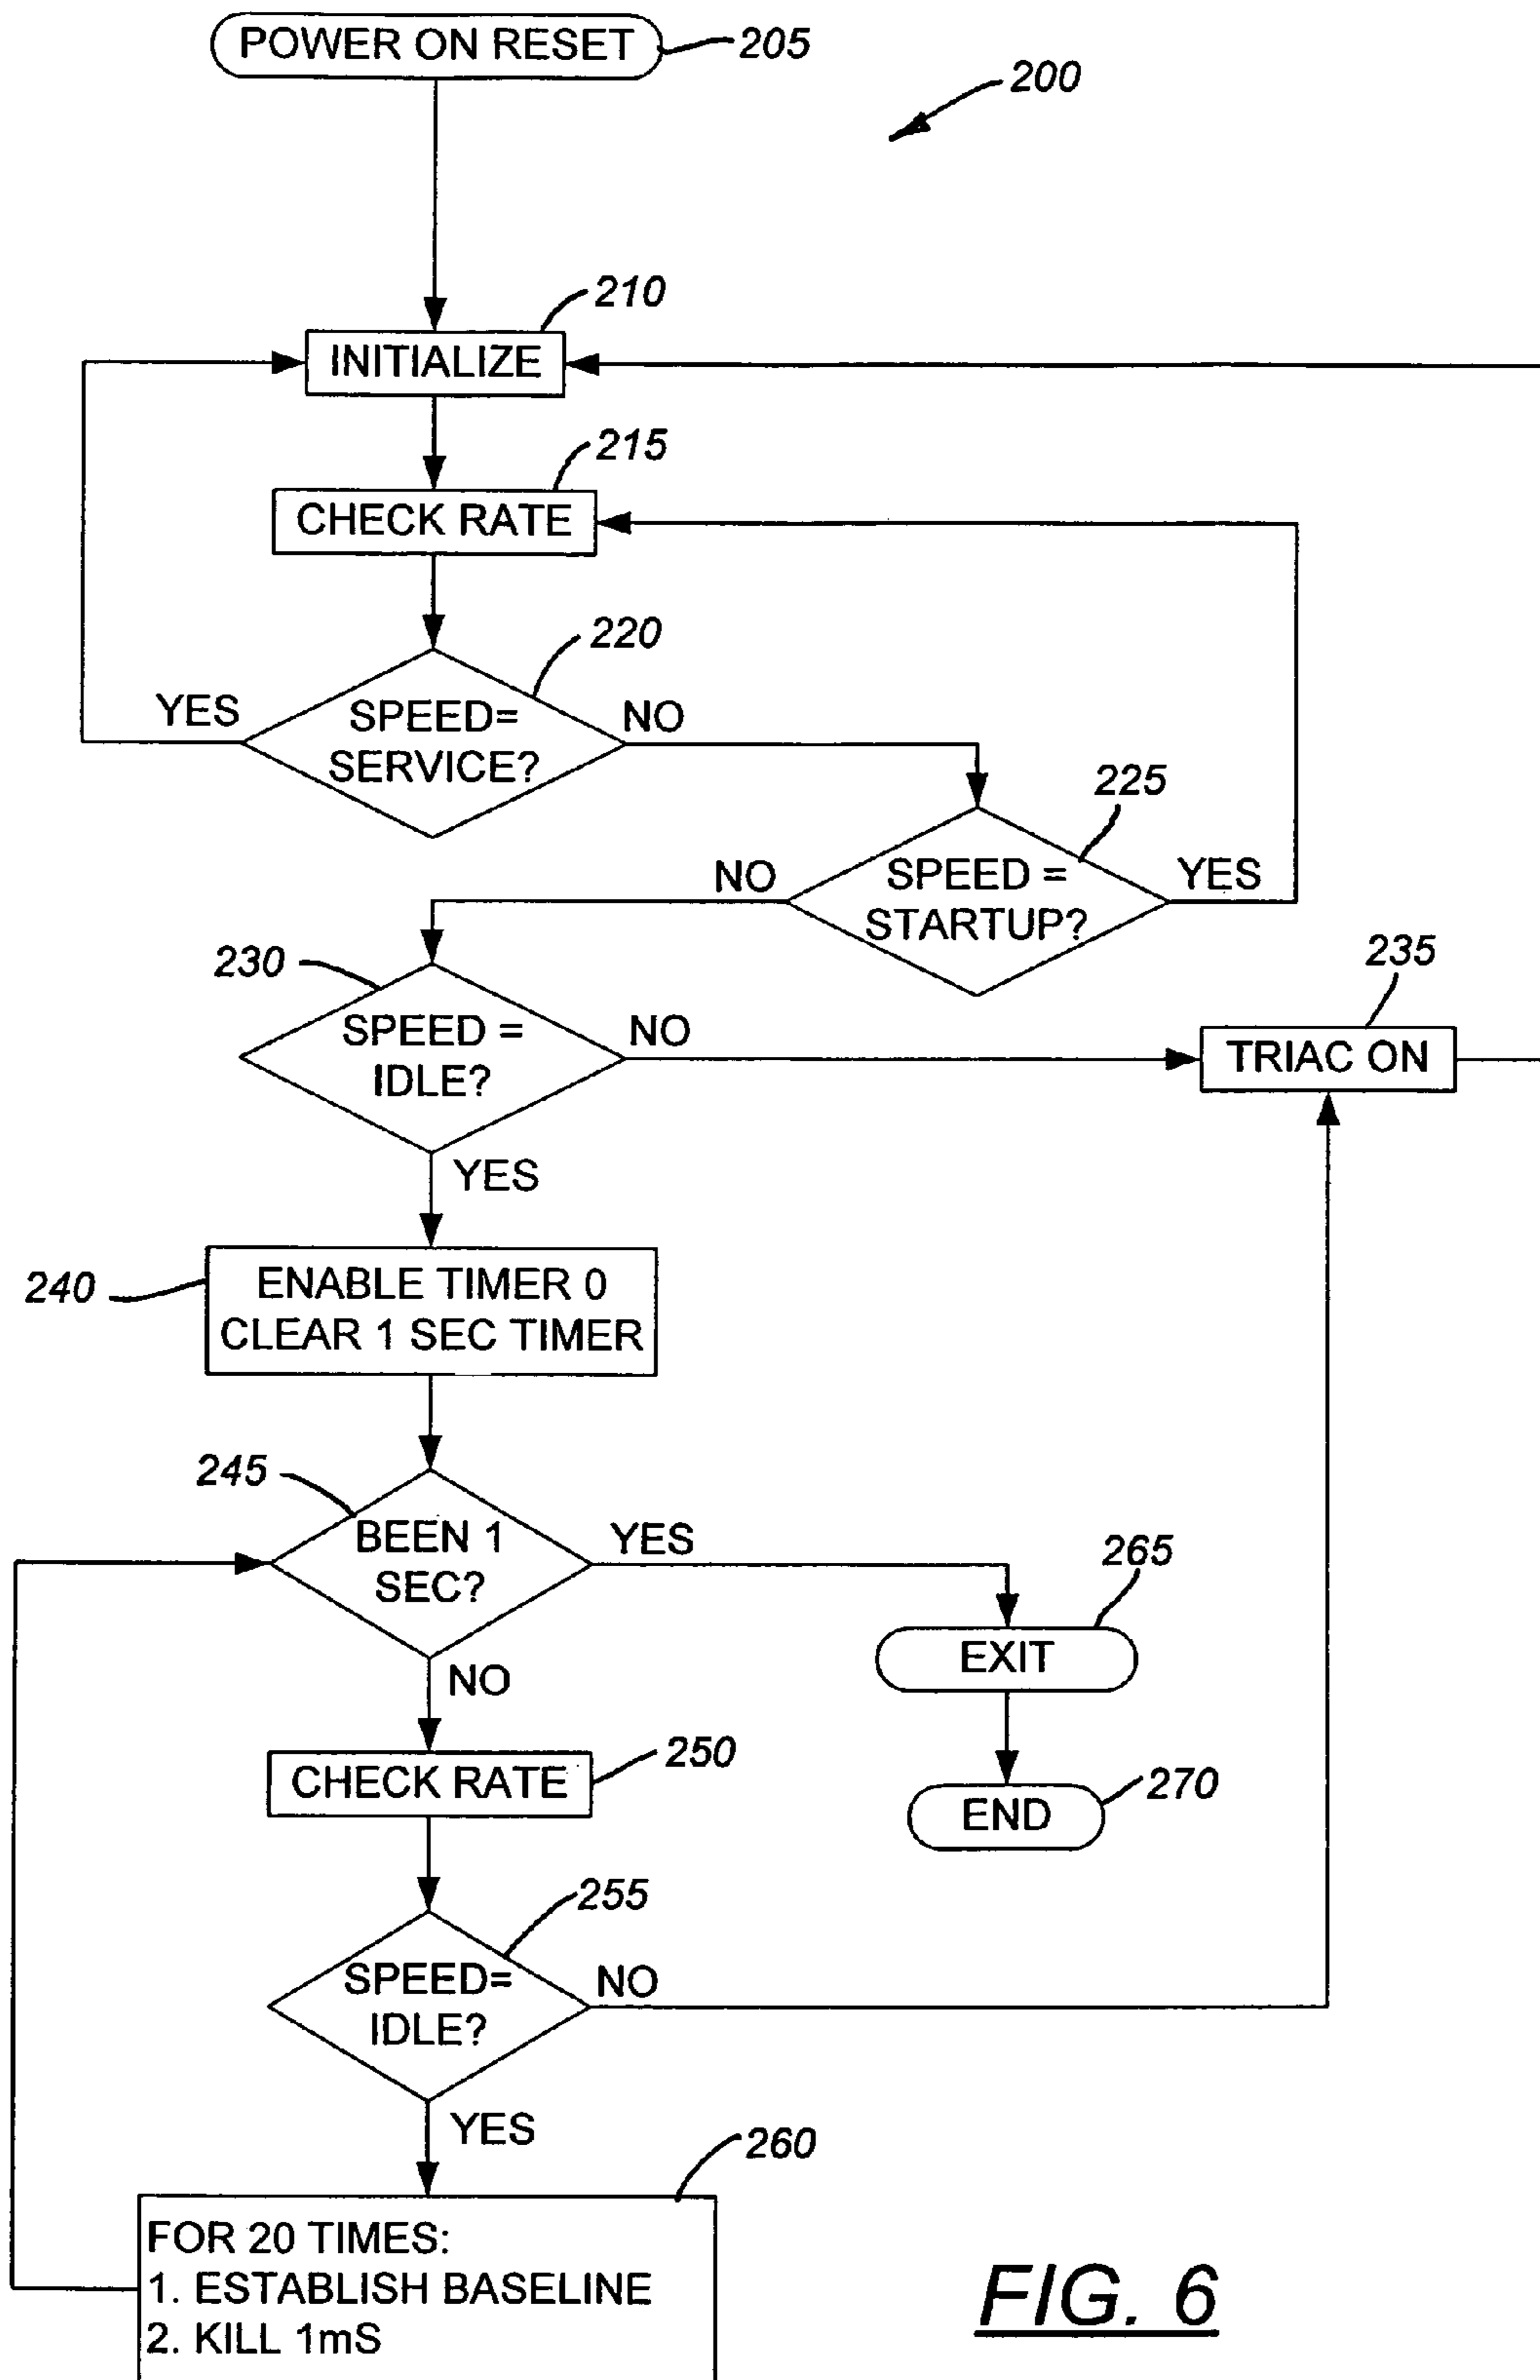 POWER ON RESET
205
200
210
INITIALIZE
215
CHECK RATE
220
YES
SPEED=
SERVICE?
NO
225
NO
SPEED =
STARTUP?
YES
230
235
SPEED =
IDLE?
NO
TRIAC ON
YES
240
ENABLE TIMER 0
CLEAR 1 SEC TIMER
245
BEEN 1
SEC?
YES
265
EXIT
NO
250
CHECK RATE
270
END
255
SPEED=
IDLE?
NO
YES
260
FOR 20 TIMES:
1. ESTABLISH BASELINE
2. KILL 1mS
FIG. 6